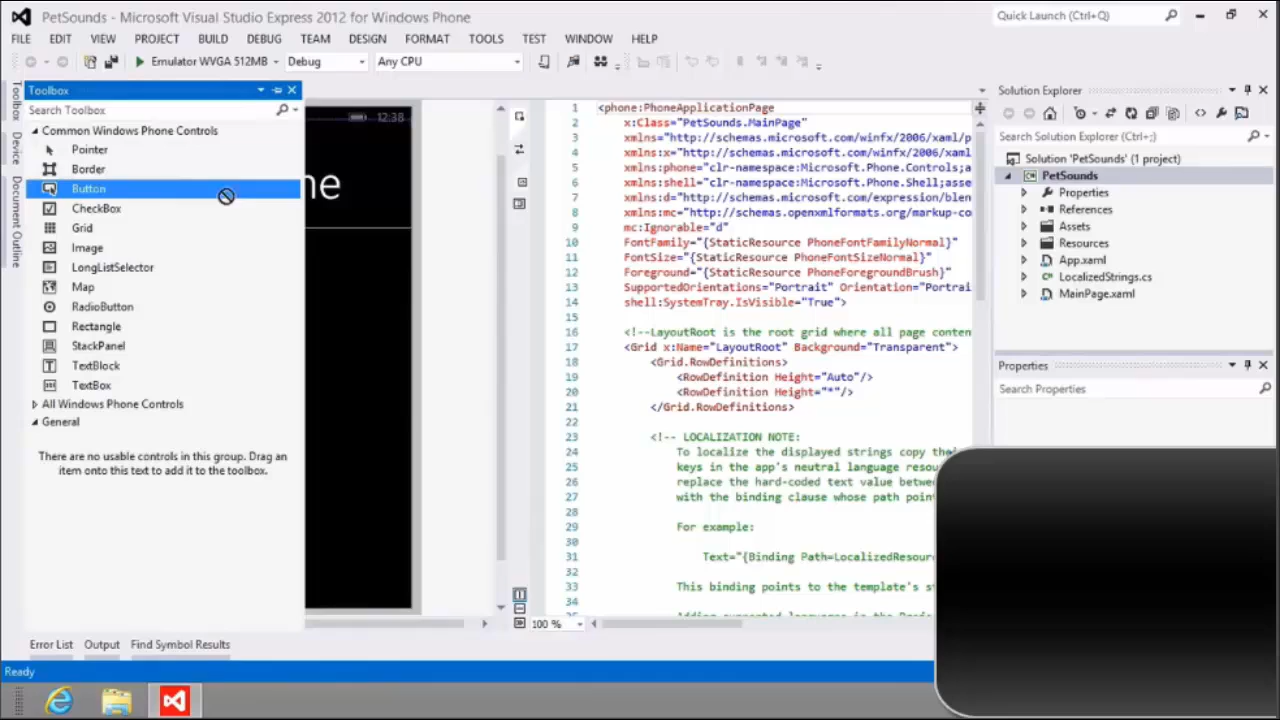 PetSounds - Microsoft Visual Studio Express 2012 for Windows Phone
Quick Launch (Ctrl+Q)
FILE EDIT VIEW PROJECT BUILD DEBUG TEAM DESIGN FORMAT TOOLS TEST WINDOW HELP
Emulator WVGA 512MB Debug Any CPU
Toolbox
Device
Document Outline
Toolbox
Search Toolbox
Common Windows Phone Controls
Pointer
Border
Button
CheckBox
Grid
Image
LongListSelector
Map
RadioButton
Rectangle
StackPanel
TextBlock
TextBox
All Windows Phone Controls
General
There are no usable controls in this group. Drag an
item onto this text to add it to the toolbox.
12:38
me
1 <phone:PhoneApplicationPage
2 x:Class="PetSounds.MainPage"
3 xmlns="http://schemas.microsoft.com/winfx/2006/xaml/p
4 xmlns:x="http://schemas.microsoft.com/winfx/2006/xaml
5 xmlns:phone="clr-namespace:Microsoft.Phone.Controls;a
6 xmlns:shell="clr-namespace:Microsoft.Phone.Shell;asse
7 xmlns:d="http://schemas.microsoft.com/expression/blen
8 xmlns:mc="http://schemas.openxmlformats.org/markup-co
9 mc:Ignorable="d"
10 FontFamily="{StaticResource PhoneFontFamilyNormal}"
11 FontSize="{StaticResource PhoneFontSizeNormal}"
12 Foreground="{StaticResource PhoneForegroundBrush}"
13 SupportedOrientations="Portrait" Orientation="Portrai
14 shell:SystemTray.IsVisible="True">
15
16 <!--LayoutRoot is the root grid where all page conten
17 <Grid x:Name="LayoutRoot" Background="Transparent">
18 <Grid.RowDefinitions>
19 <RowDefinition Height="Auto"/>
20 <RowDefinition Height="*"/>
21 </Grid.RowDefinitions>
22
23 <!-- LOCALIZATION NOTE:
24 To localize the displayed strings copy their
25 keys in the app's neutral language resou
26 replace the hard-coded text value betwe
27 with the binding clause whose path poin
28
29 For example:
30
31 Text="{Binding Path=LocalizedResour
32
33 This binding points to the template's s
34
100 %
Solution Explorer
Search Solution Explorer (Ctrl+;)
Solution 'PetSounds' (1 project)
PetSounds
Properties
References
Assets
Resources
App.xaml
LocalizedStrings.cs
MainPage.xaml
Properties
Search Properties
Error List Output Find Symbol Results
Ready